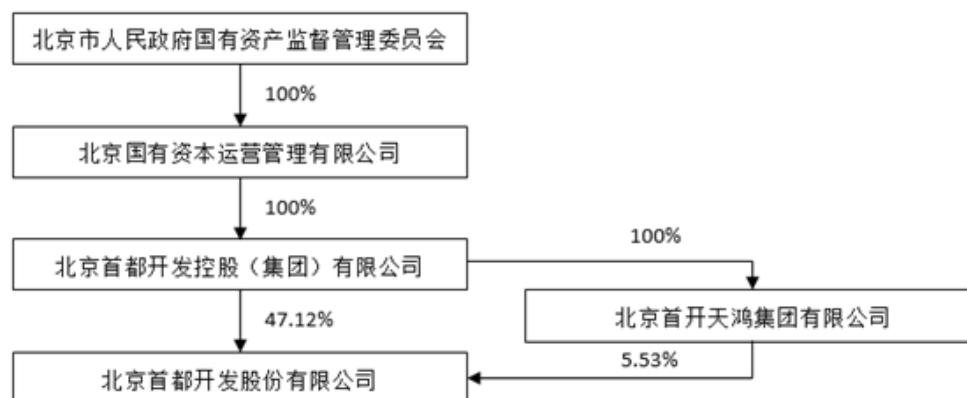 北京市人民政府国有资产监督管理委员会
100%
北京国有资本运营管理有限公司
100%
100%
北京首都开发控股（集团）有限公司
北京首开天鸿集团有限公司
47.12%
5.53%
北京首都开发股份有限公司